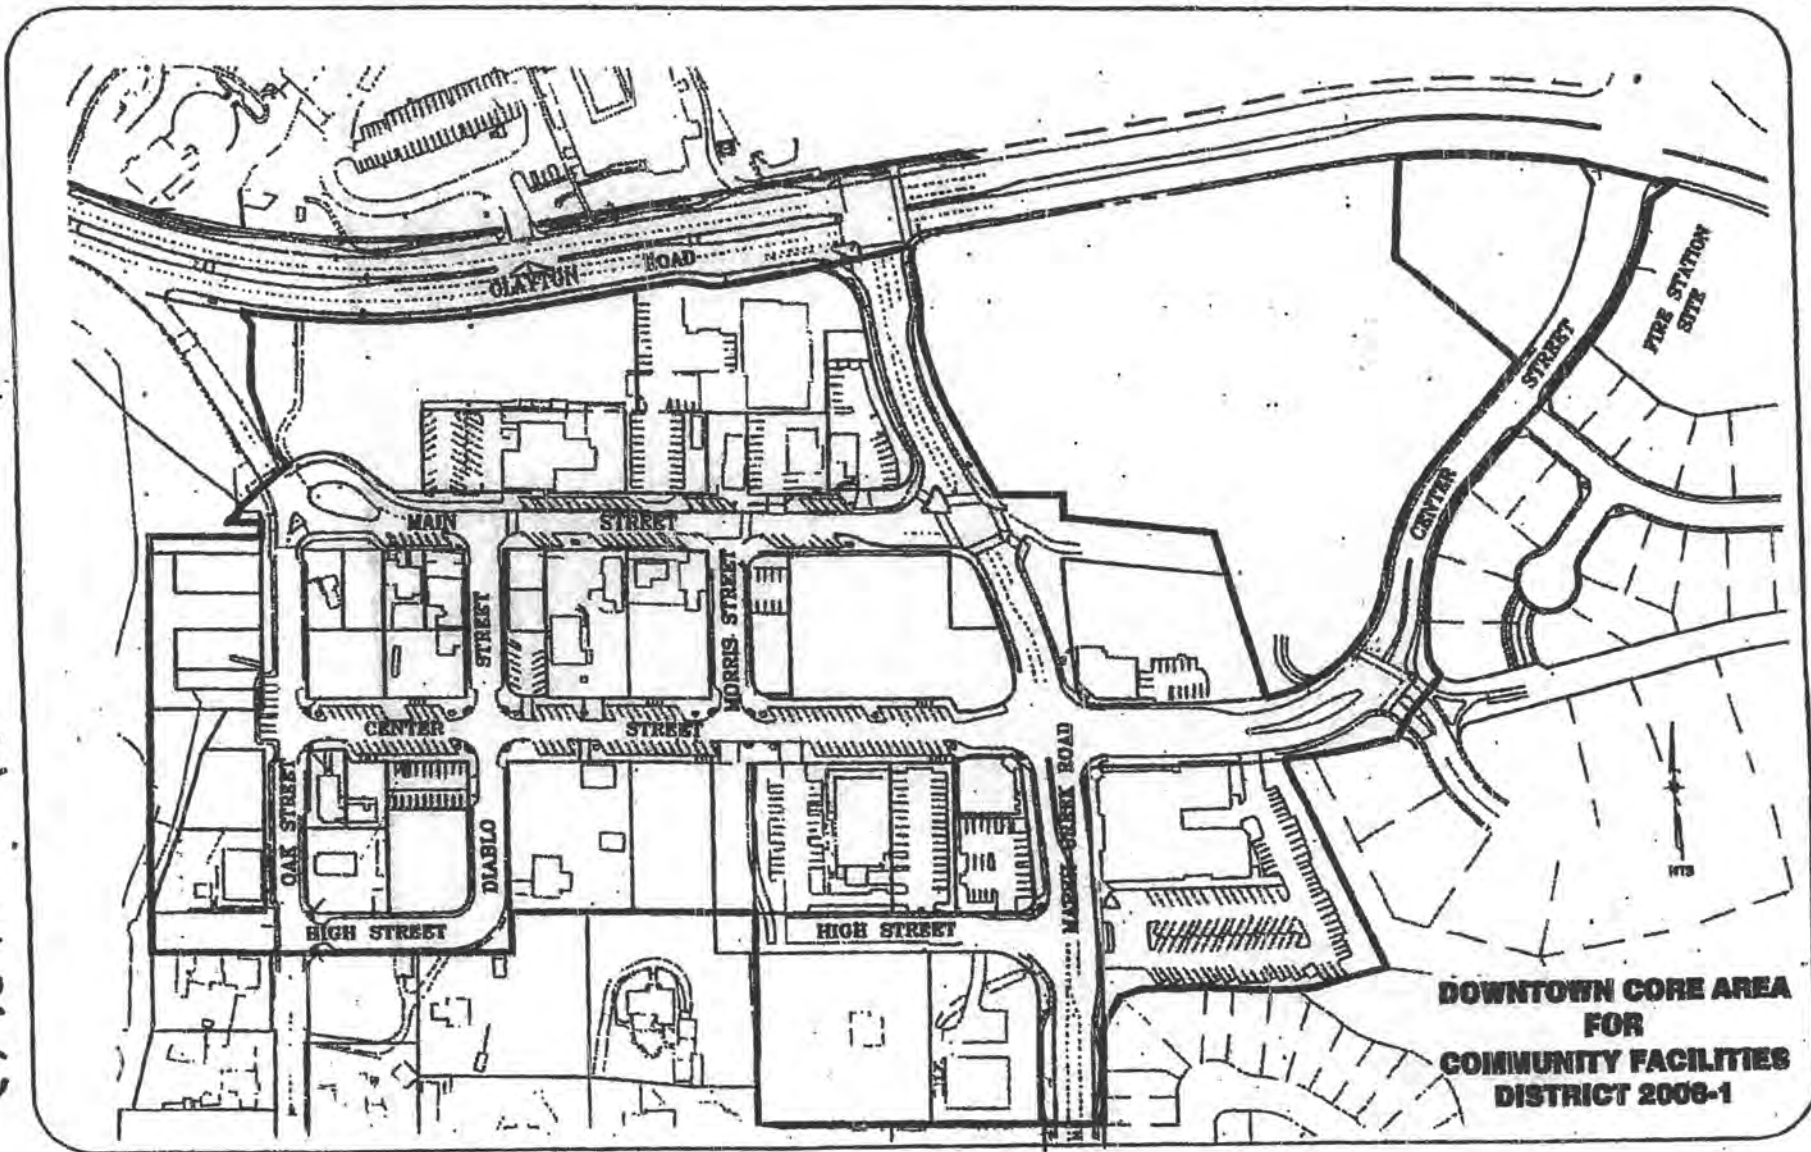 CLAYTON ROAD
FIRE STATION
SITE
STREET
CENTER
MAIN STREET
STREET
MORRIS STREET
CENTER STREET
OAK STREET
DIABLO
MARSH CREEK ROAD
HIGH STREET
HIGH STREET
NTS
DOWNTOWN CORE AREA
FOR
COMMUNITY FACILITIES
DISTRICT 2006-1